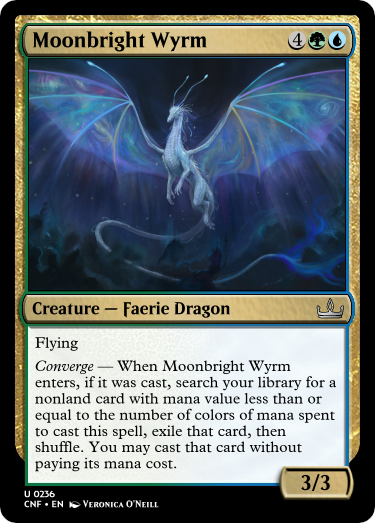 Moonbright Wyrm 4
Creature — Faerie Dragon
Flying
Converge — When Moonbright Wyrm
enters, if it was cast, search your library for a
nonland card with mana value less than or
equal to the number of colors of mana spent
to cast this spell, exile that card, then
shuffle. You may cast that card without
paying its mana cost.
3/3
U 0236
CNF • EN VERONICA O'NEILL